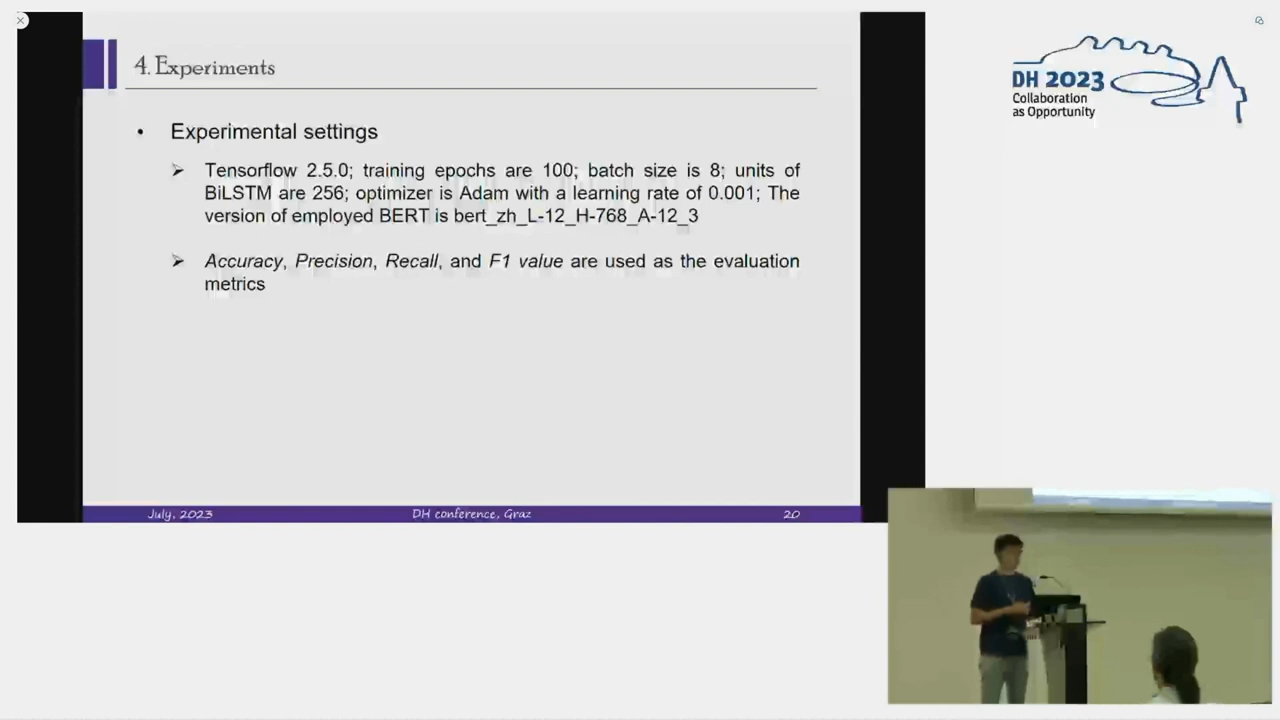 4. Experiments
• Experimental settings
➢ Tensorflow 2.5.0; training epochs are 100; batch size is 8; units of
BiLSTM are 256; optimizer is Adam with a learning rate of 0.001; The
version of employed BERT is bert_zh_L-12_H-768_A-12_3
➢ Accuracy, Precision, Recall, and F1 value are used as the evaluation
metrics
July, 2023
DH conference, Graz
20
DH 2023
Collaboration
as Opportunity